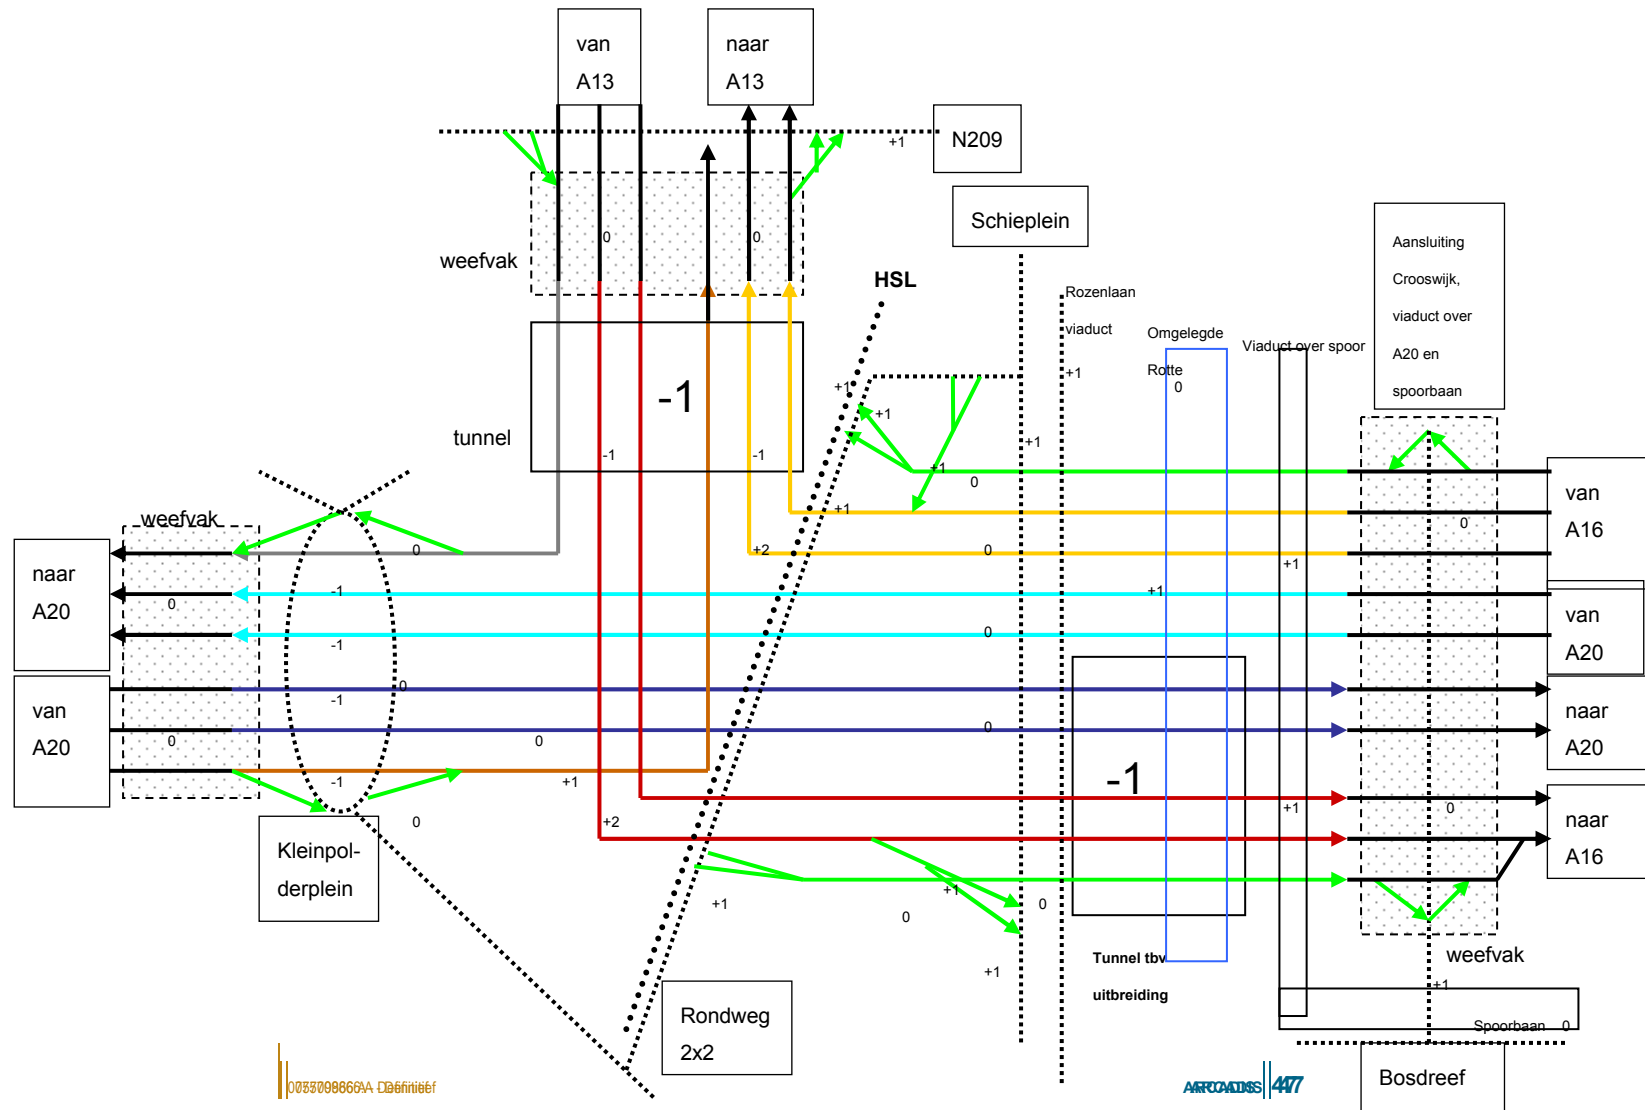 van
A13
naar
A13
N209
+1
Schieplein
weefvak
0
0
HSL
Rozenlaan
viaduct
+1
Omgelegde
Rotte
0
Viaduct over spoor
Aansluiting
Crooswijk,
viaduct over
A20 en
spoorbaan
-1
tunnel
-1
-1
+1
+1
+1
+1
0
+1
+2
0
0
van
A16
weefvak
0
naar
A20
0
-1
-1
+1
+1
0
van
A20
0
-1
van
A20
0
0
0
-1
+1
naar
A20
-1
+1
0
naar
A16
Kleinpol-
derplein
0
+2
+1
0
+1
0
+1
Tunnel tbv
uitbreiding
weefvak
+1
Rondweg
2x2
Spoorbaan 0
Bosdreef
ARCADIS